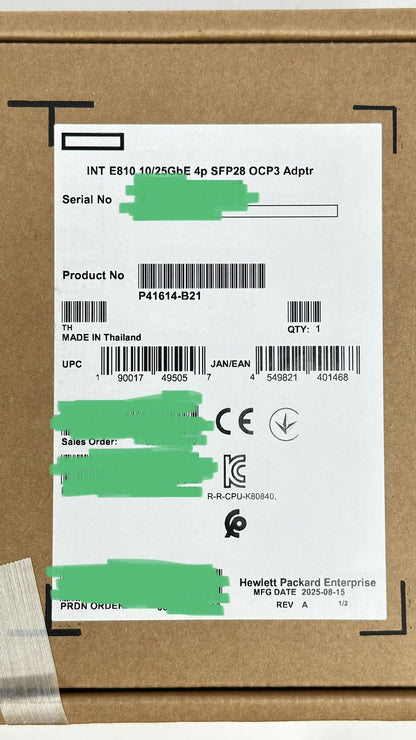 INT E810 10/25GbE 4p SFP28 OCP3 Adptr
Serial No
Product No
P41614-B21
TH
MADE IN Thailand
QTY: 1
UPC 1 90017 49505 7 JAN/EAN 4 549821 401468
Sales Order:
CE
R-R-CPU-K80840,
Hewlett Packard Enterprise
MFG DATE 2025-08-15
PRDN ORDER
REV A 1/2